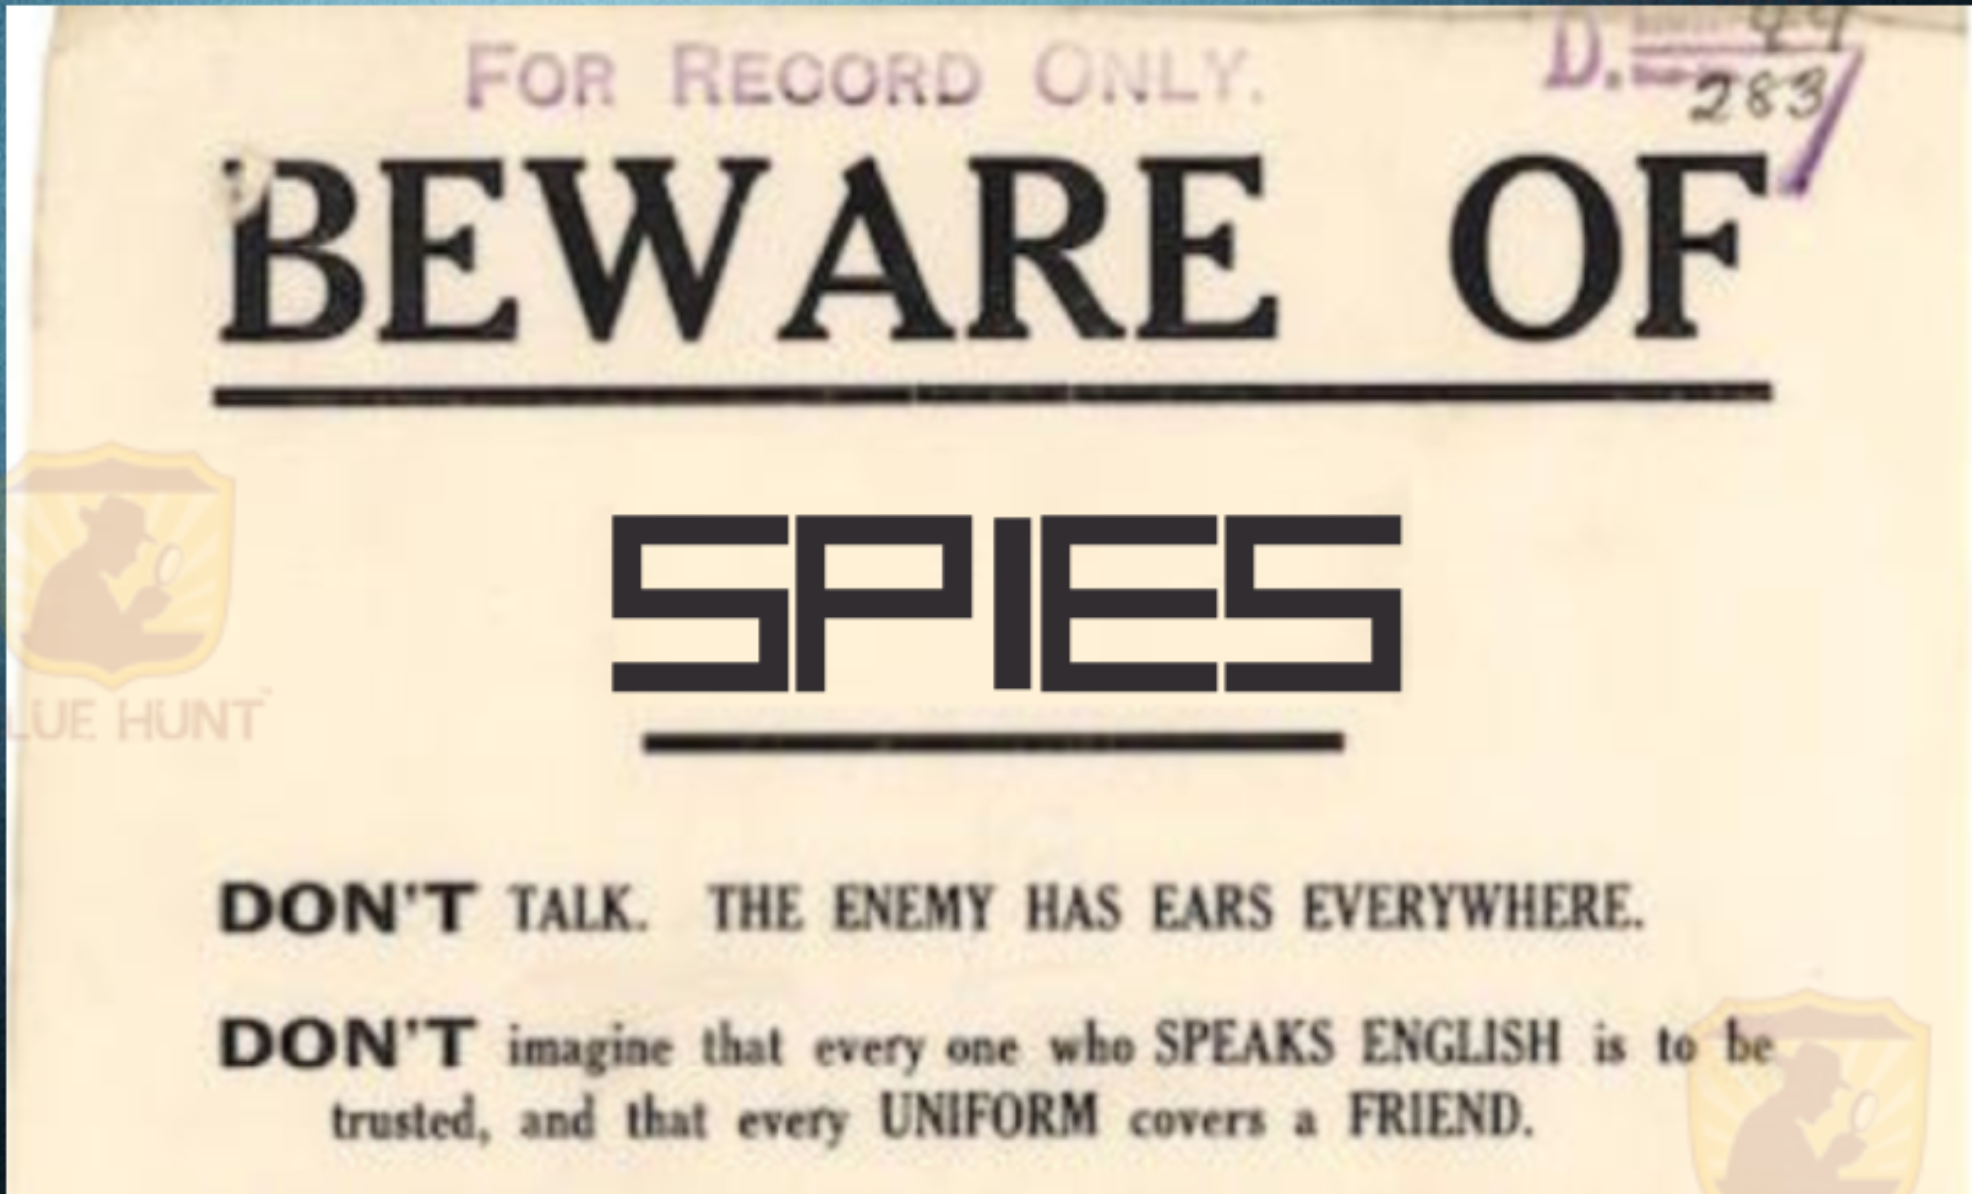 FOR RECORD ONLY.
D.
283
BEWARE OF
SPIES
LUE HUNT
DON'T TALK. THE ENEMY HAS EARS EVERYWHERE.
DON'T imagine that every one who SPEAKS ENGLISH is to be
trusted, and that every UNIFORM covers a FRIEND.